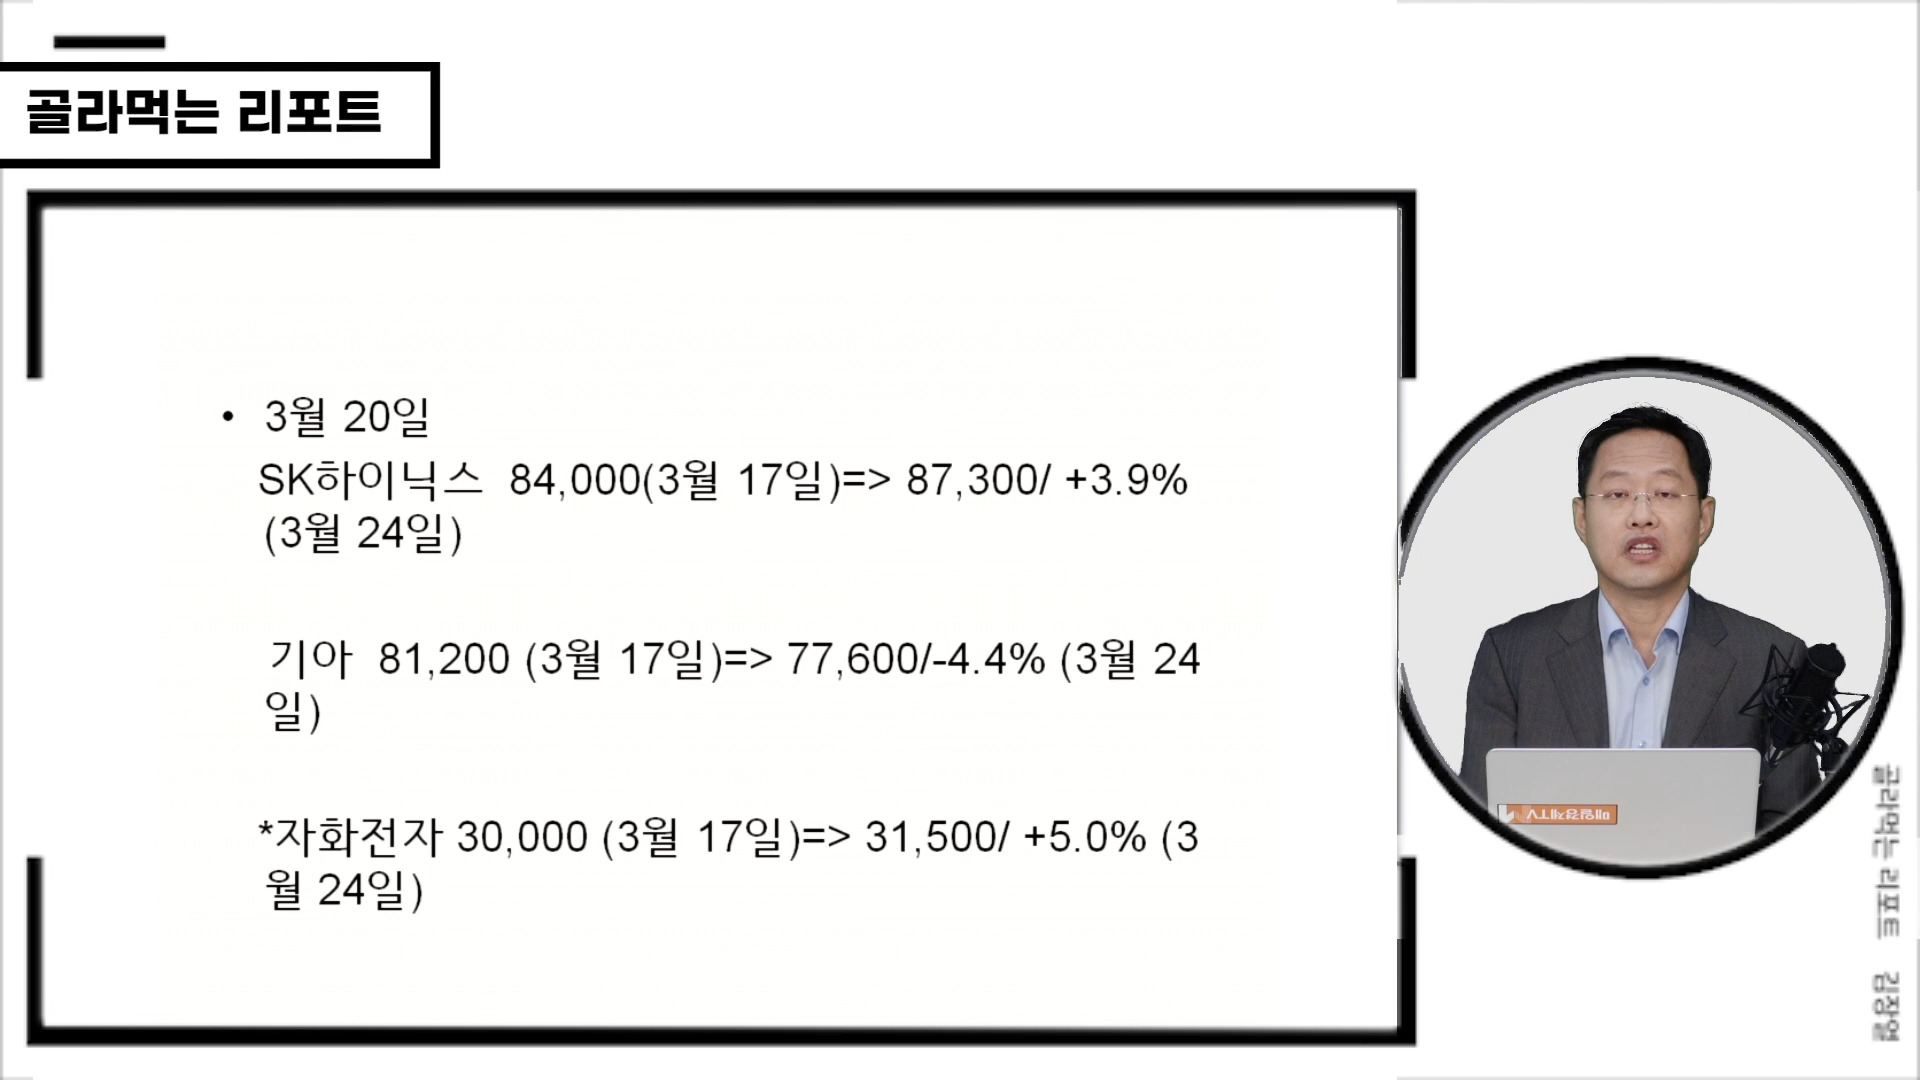 골라먹는 리포트
• 3월 20일
SK하이닉스 84,000(3월 17일)=> 87,300/ +3.9%
(3월 24일)
기아 81,200 (3월 17일)=> 77,600/-4.4% (3월 24
일)
*자화전자 30,000 (3월 17일)=> 31,500/ +5.0% (3
월 24일)
골라먹는 리포트 김장열